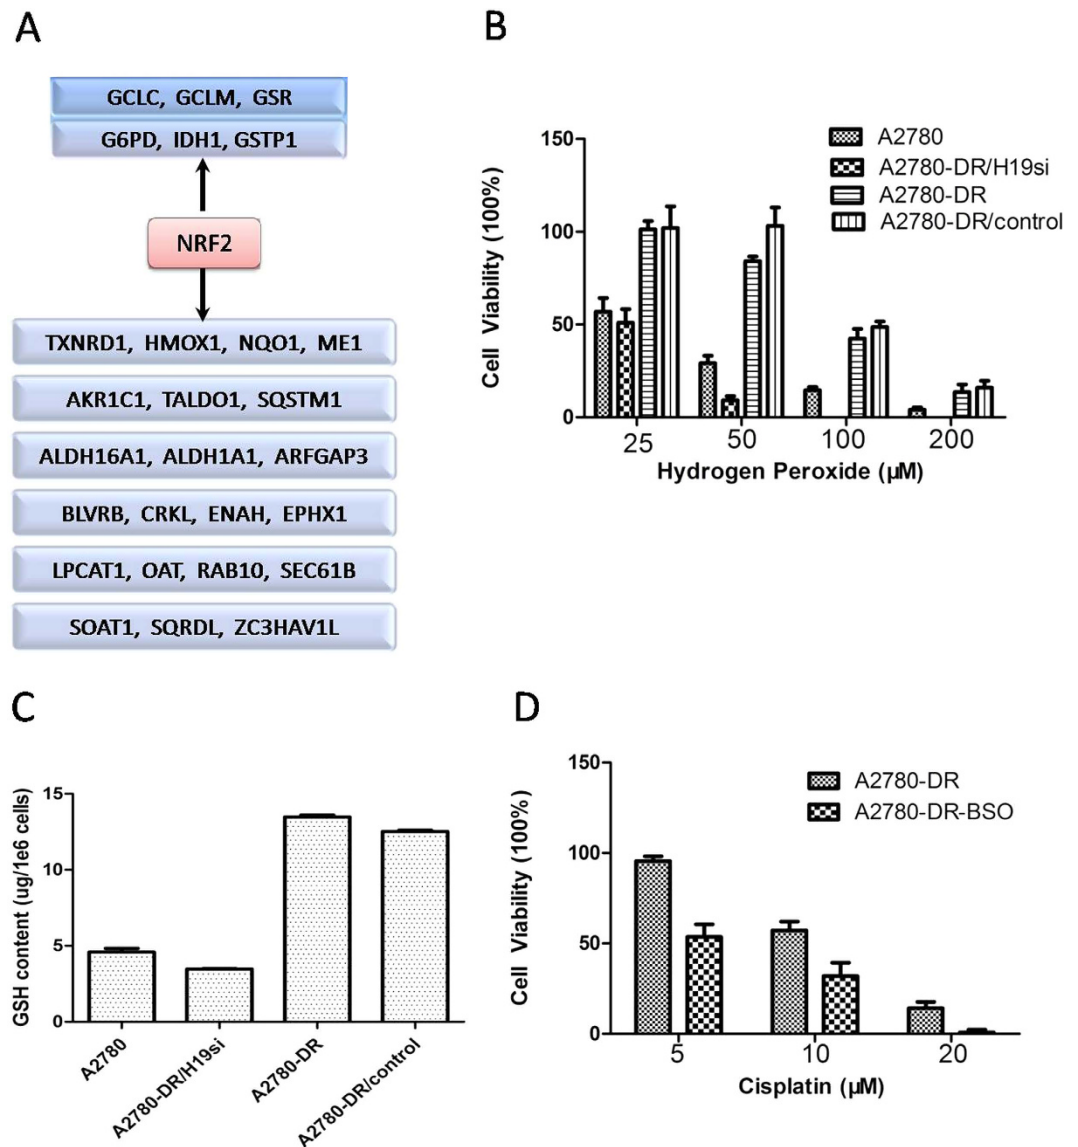 A
GCLC, GCLM, GSR
G6PD, IDH1, GSTP1
NRF2
TXNRD1, HMOX1, NQO1, ME1
AKR1C1, TALDO1, SQSTM1
ALDH16A1, ALDH1A1, ARFGAP3
BLVRB, CRKL, ENAH, EPHX1
LPCAT1, OAT, RAB10, SEC61B
SOAT1, SQRDL, ZC3HAV1L
B
A2780
A2780-DR/H19si
A2780-DR
A2780-DR/control
Cell Viability (100%)
150
100
50
0
25 50 100 200
Hydrogen Peroxide (µM)
C
GSH content (ug/1e6 cells)
15
10
5
0
A2780
A2780-DR/H19si
A2780-DR
A2780-DR/control
D
A2780-DR
A2780-DR-BSO
Cell Viability (100%)
150
100
50
0
5 10 20
Cisplatin (µM)